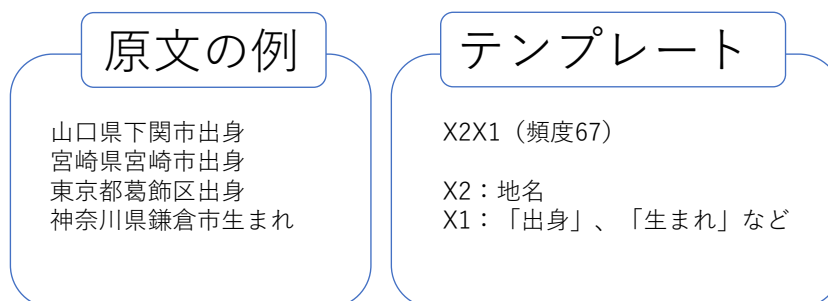 原文の例
山口県下関市出身
宮崎県宮崎市出身
東京都葛飾区出身
神奈川県鎌倉市生まれ
テンプレート
X2X1（頻度67）
X2：地名
X1：「出身」、「生まれ」など